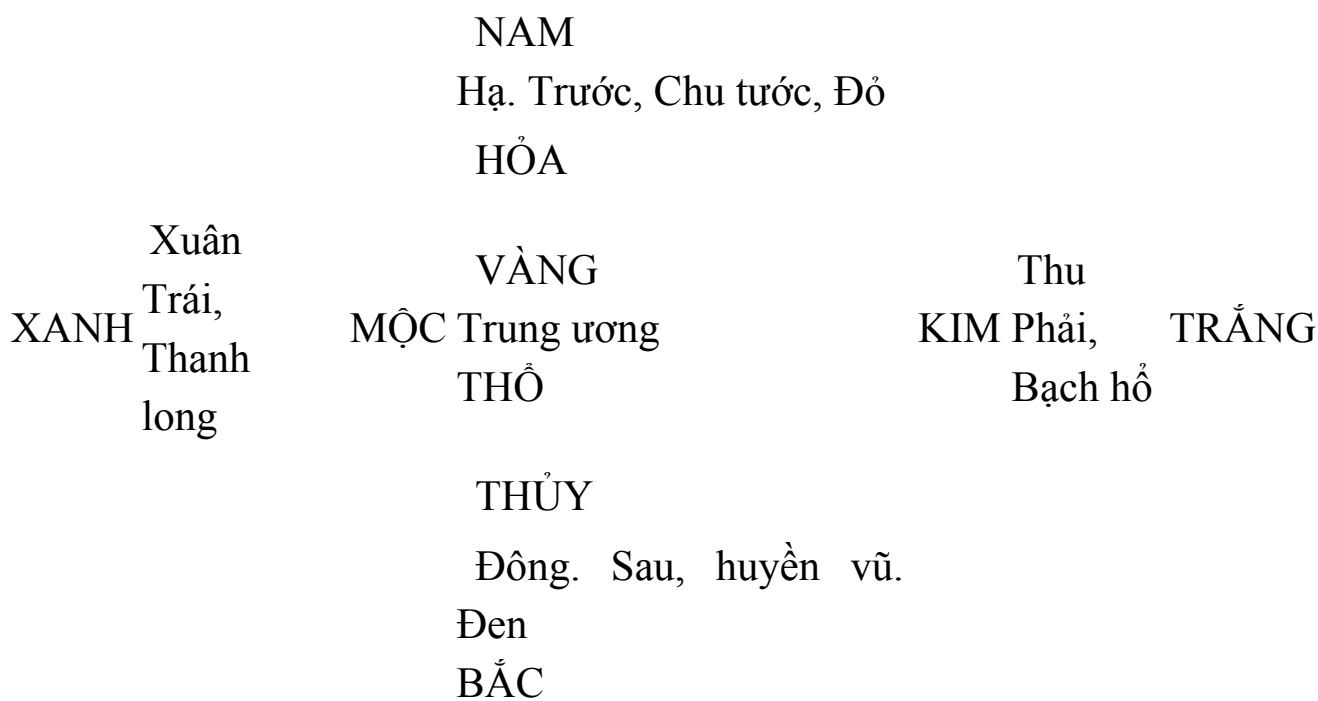 NAM
Hạ. Trước, Chu tước, Đỏ
HỎA
XANH
Xuân
Trái,
Thanh
long
MỘC
VÀNG
Trung ương
THỔ
KIM
Thu
Phải,
Bạch hổ
TRẮNG
THỦY
Đông. Sau, huyền vũ.
Đen
BẮC